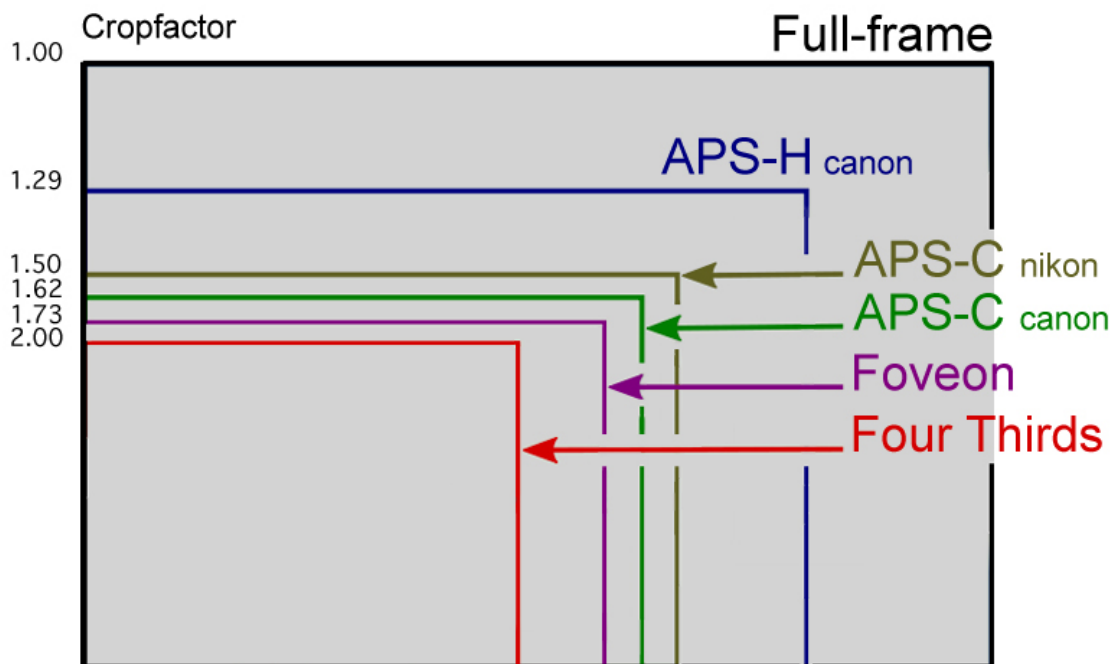 Cropfactor
Full-frame
1.00
APS-H canon
1.29
APS-C nikon
1.50
1.62
APS-C canon
1.73
2.00
Foveon
Four Thirds